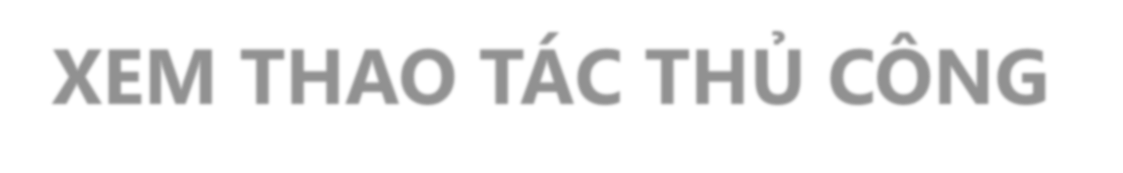 XEM THAO TÁC THỦ CÔNG